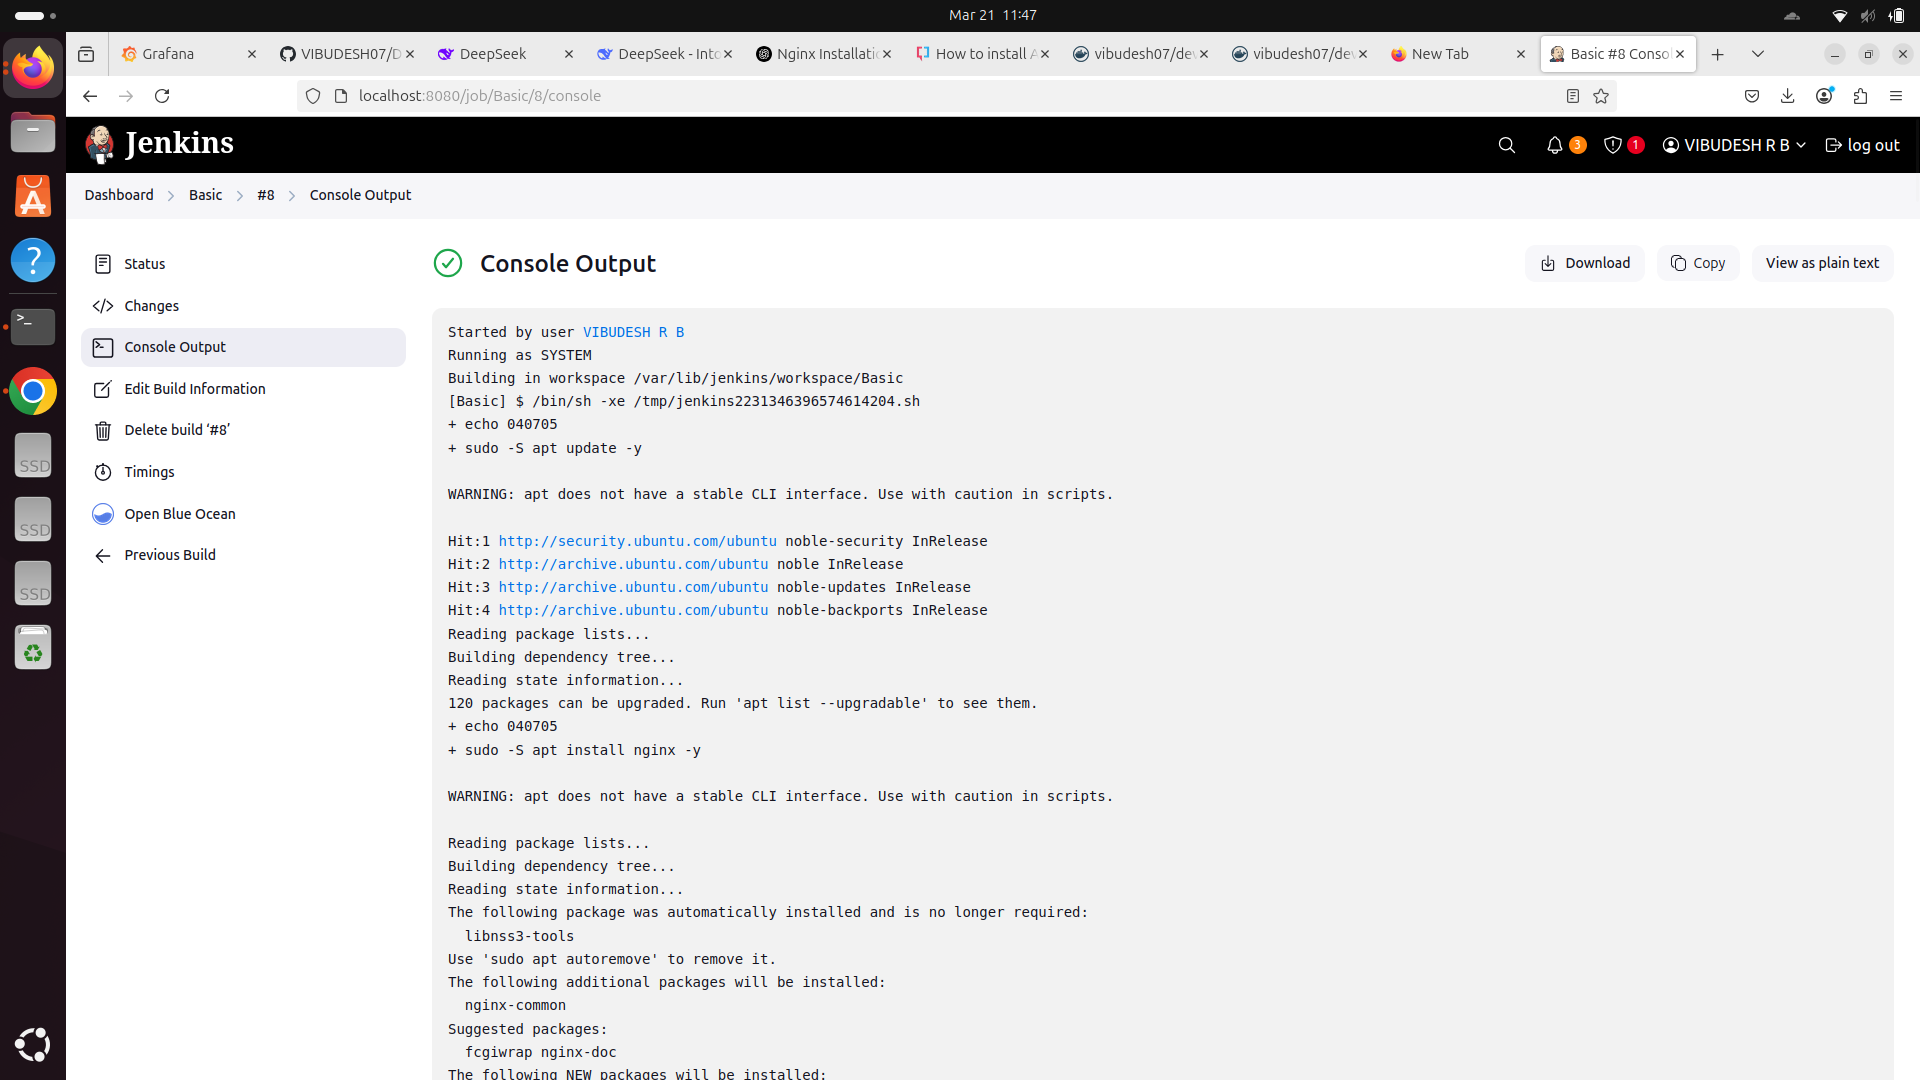 Mar 21 11:47
Grafana
VIBUDESH07/D
DeepSeek
DeepSeek - Into
Nginx Installatio
How to install A
vibudesh07/dev
vibudesh07/dev
New Tab
Basic #8 Conso
localhost:8080/job/Basic/8/console
Jenkins
3
1
VIBUDESH R B
log out
Dashboard
Basic
#8
Console Output
Status
Changes
Console Output
Edit Build Information
Delete build ‘#8’
Timings
Open Blue Ocean
Previous Build
SSD
SSD
SSD
Console Output
Download
Copy
View as plain text
Started by user VIBUDESH R B
Running as SYSTEM
Building in workspace /var/lib/jenkins/workspace/Basic
[Basic] $ /bin/sh -xe /tmp/jenkins2231346396574614204.sh
+ echo 040705
+ sudo -S apt update -y
WARNING: apt does not have a stable CLI interface. Use with caution in scripts.
Hit:1 http://security.ubuntu.com/ubuntu noble-security InRelease
Hit:2 http://archive.ubuntu.com/ubuntu noble InRelease
Hit:3 http://archive.ubuntu.com/ubuntu noble-updates InRelease
Hit:4 http://archive.ubuntu.com/ubuntu noble-backports InRelease
Reading package lists...
Building dependency tree...
Reading state information...
120 packages can be upgraded. Run 'apt list --upgradable' to see them.
+ echo 040705
+ sudo -S apt install nginx -y
WARNING: apt does not have a stable CLI interface. Use with caution in scripts.
Reading package lists...
Building dependency tree...
Reading state information...
The following package was automatically installed and is no longer required:
libnss3-tools
Use 'sudo apt autoremove' to remove it.
The following additional packages will be installed:
nginx-common
Suggested packages:
fcgiwrap nginx-doc
The following NEW packages will be installed: